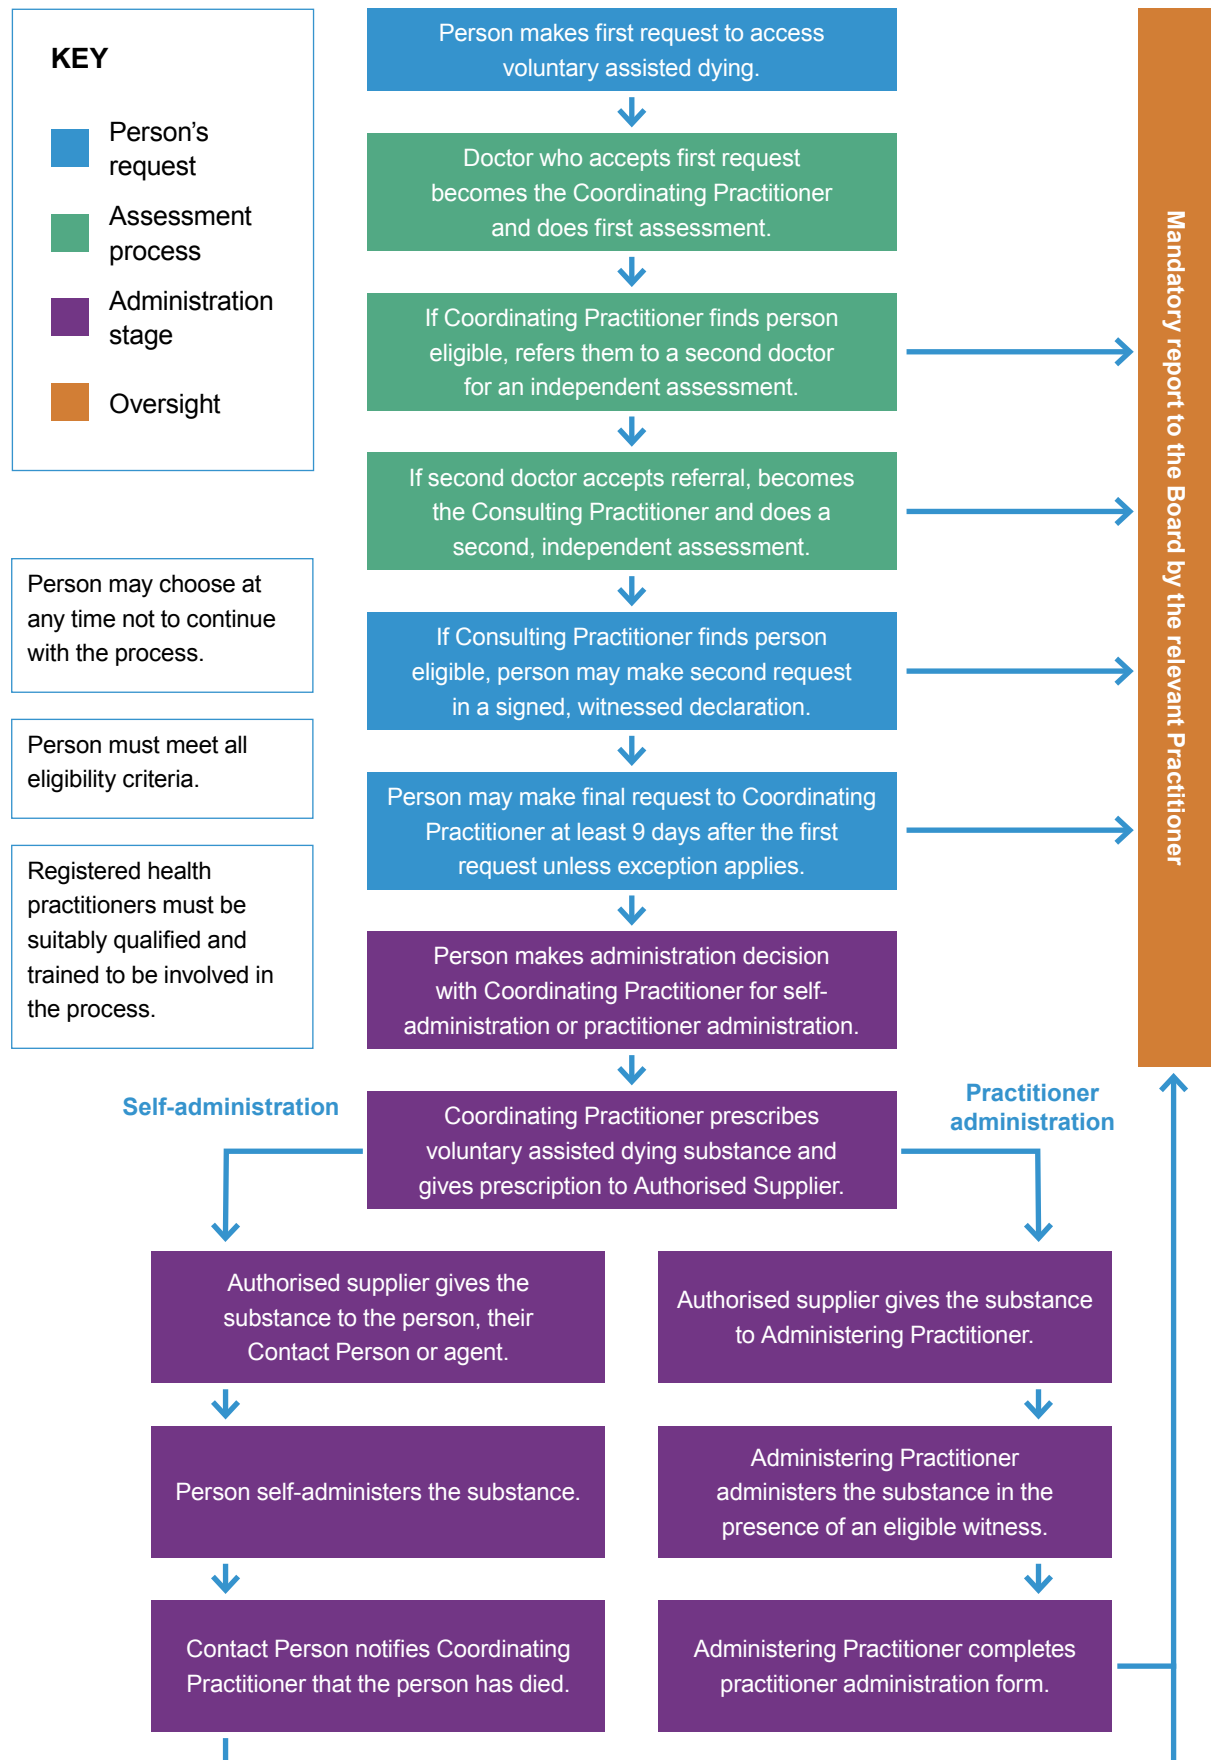 KEY
Person's
request
Assessment
process
Administration
stage
Oversight
Person may choose at
any time not to continue
with the process.
Person must meet all
eligibility criteria.
Registered health
practitioners must be
suitably qualified and
trained to be involved in
the process.
Person makes first request to access
voluntary assisted dying.
Doctor who accepts first request
becomes the Coordinating Practitioner
and does first assessment.
If Coordinating Practitioner finds person
eligible, refers them to a second doctor
for an independent assessment.
If second doctor accepts referral, becomes
the Consulting Practitioner and does a
second, independent assessment.
If Consulting Practitioner finds person
eligible, person may make second request
in a signed, witnessed declaration.
Person may make final request to Coordinating
Practitioner at least 9 days after the first
request unless exception applies.
Person makes administration decision
with Coordinating Practitioner for self-
administration or practitioner administration.
Coordinating Practitioner prescribes
voluntary assisted dying substance and
gives prescription to Authorised Supplier.
Mandatory report to the Board by the relevant Practitioner
Self-administration
Authorised supplier gives the
substance to the person, their
Contact Person or agent.
Person self-administers the substance.
Contact Person notifies Coordinating
Practitioner that the person has died.
Practitioner
administration
Authorised supplier gives the substance
to Administering Practitioner.
Administering Practitioner
administers the substance in the
presence of an eligible witness.
Administering Practitioner completes
practitioner administration form.